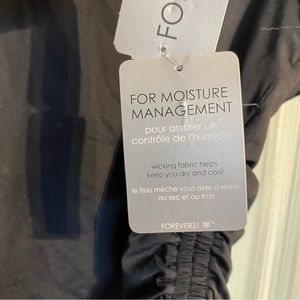 FO
FOR MOISTURE
MANAGEMENT
pour assurer un
contrôle de l'humidité
wicking fabric helps
keep you dry and cool
le tissu mèche vous aide à rester
au sec et au frais
FOREVER21 ™